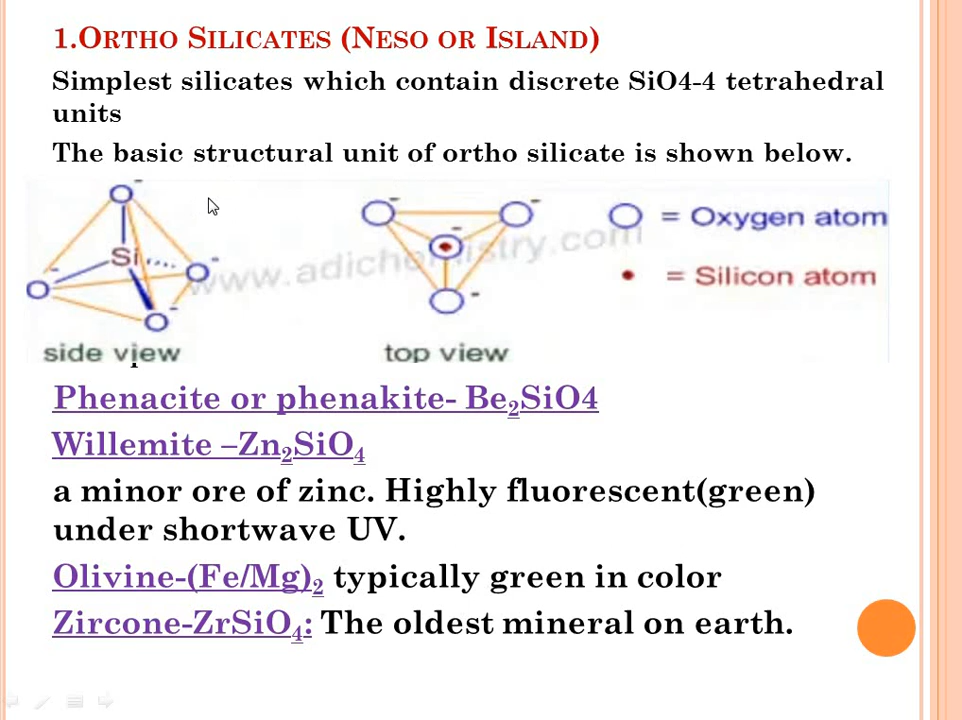 1.ORTHO SILICATES (NESO OR ISLAND)
Simplest silicates which contain discrete SiO4-4 tetrahedral
units
The basic structural unit of ortho silicate is shown below.
O-
Si
O-
O-
O-
side view
O-
O-
-
O-
top view
www.adichemistry.com
= Oxygen atom
= Silicon atom
Phenacite or phenakite- Be₂SiO4
Willemite –Zn₂SiO₄
a minor ore of zinc. Highly fluorescent(green)
under shortwave UV.
Olivine-(Fe/Mg)₂ typically green in color
Zircone-ZrSiO₄: The oldest mineral on earth.